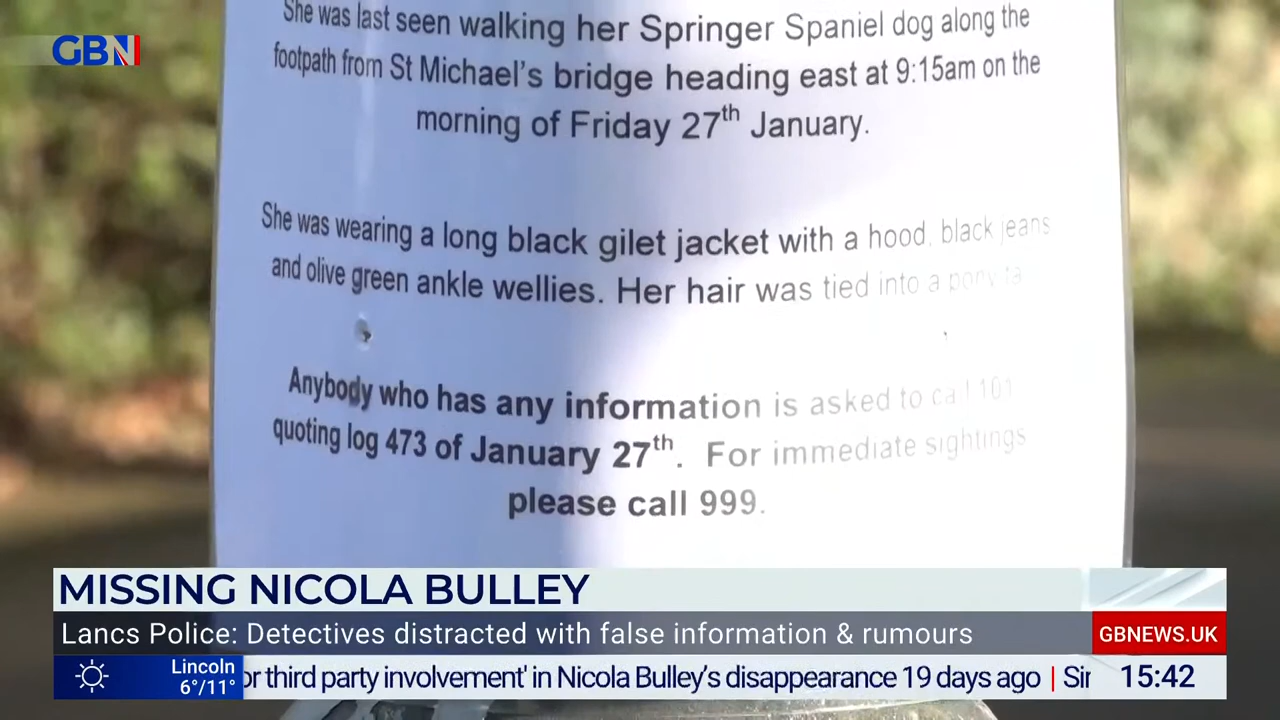 GBN
She was last seen walking her Springer Spaniel dog along the
footpath from St Michael's bridge heading east at 9:15am on the
morning of Friday 27th January.
She was wearing a long black gilet jacket with a hood, black jeans
and olive green ankle wellies. Her hair was tied into a pony ta
Anybody who has any information is asked to call 101
quoting log 473 of January 27th. For immediate sightings
please call 999.
MISSING NICOLA BULLEY
Lancs Police: Detectives distracted with false information & rumours
GBNEWS.UK
Lincoln
6°/11°
or third party involvement' in Nicola Bulley's disappearance 19 days ago | Sir
15:42